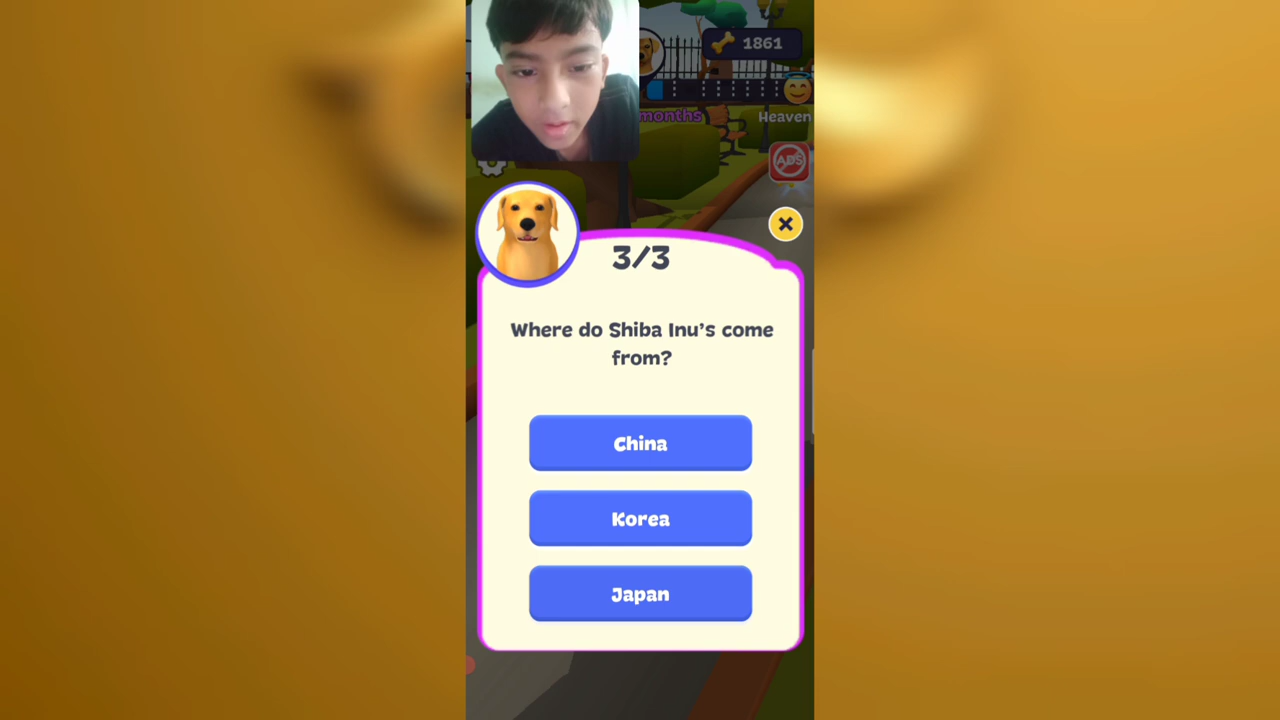 1861
months
Heaven
ADS
3/3
Where do Shiba Inu's come
from?
China
Korea
Japan